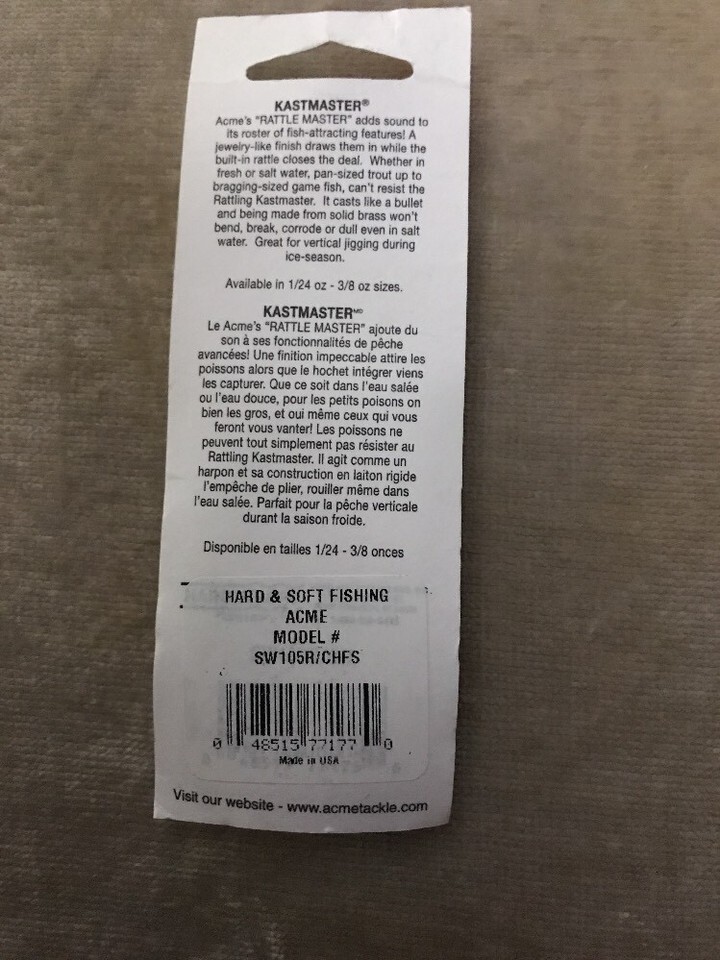 KASTMASTER®
Acme's "RATTLE MASTER" adds sound to
its roster of fish-attracting features! A
jewelry-like finish draws them in while the
built-in rattle closes the deal. Whether in
fresh or salt water, pan-sized trout up to
bragging-sized game fish, can't resist the
Rattling Kastmaster. It casts like a bullet
and being made from solid brass won't
bend, break, corrode or dull even in salt
water. Great for vertical jigging during
ice-season.
Available in 1/24 oz - 3/8 oz sizes.
KASTMASTER MD
Le Acme's "RATTLE MASTER" ajoute du
son à ses fonctionnalités de pêche
avancées! Une finition impeccable attire les
poissons alors que le hochet intégrer viens
les capturer. Que ce soit dans l'eau salée
ou l'eau douce, pour les petits poisons on
bien les gros, et oui même ceux qui vous
feront vous vanter! Les poissons ne
peuvent tout simplement pas résister au
Rattling Kastmaster. Il agit comme un
harpon et sa construction en laiton rigide
l'empêche de plier, rouiller même dans
l'eau salée. Parfait pour la pêche verticale
durant la saison froide.
Disponible en tailles 1/24 - 3/8 onces
HARD & SOFT FISHING
ACME
MODEL #
SW105R/CHFS
0 48515 77177 0
Made in USA
Visit our website - www.acmetackle.com